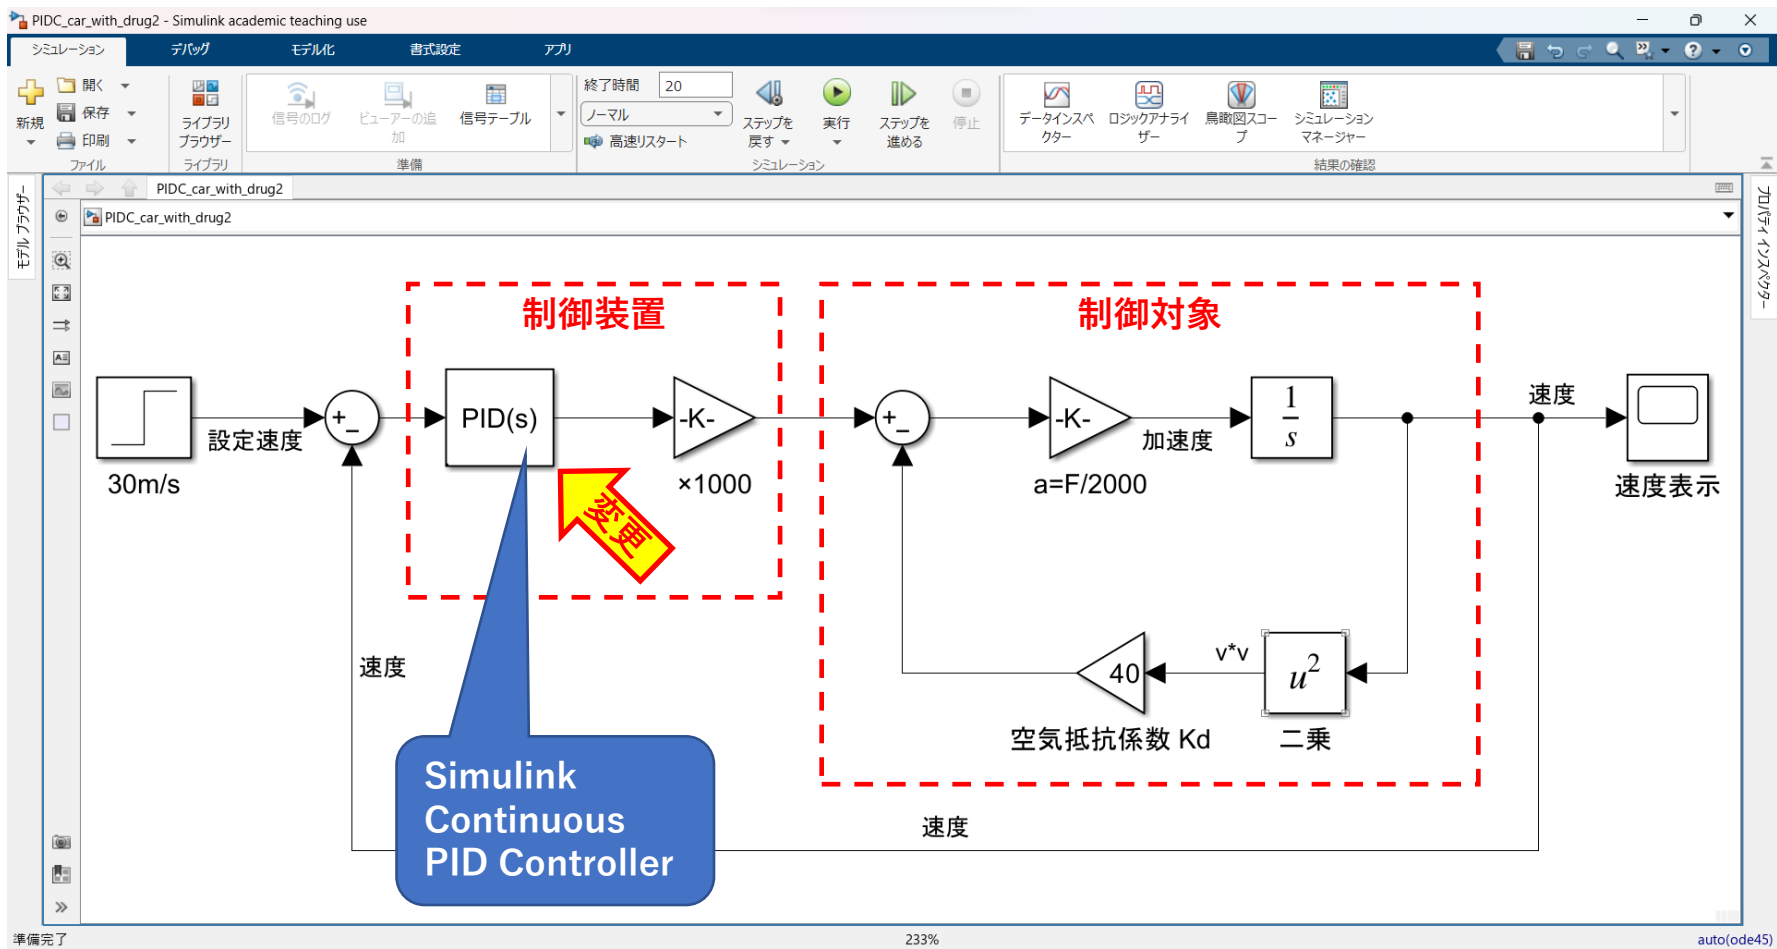 PIDC_car_with_drug2 - Simulink academic teaching use
シミュレーション
デバッグ
モデル化
書式設定
アプリ
新規
開く
保存
印刷
ファイル
ライブラリ
ブラウザー
ライブラリ
信号のログ
ビューアーの追
加
信号テーブル
準備
終了時間
20
ノーマル
高速リスタート
ステップを
戻す
実行
ステップを
進める
停止
シミュレーション
データインスペ
クター
ロジックアナライ
ザー
鳥瞰図スコー
プ
シミュレーション
マネージャー
結果の確認
モデル ブラウザー
プロパティ インスペクター
PIDC_car_with_drug2
PIDC_car_with_drug2
制御装置
制御対象
30m/s
設定速度
+
−
PID(s)
-K-
×1000
変更
+
−
-K-
a=F/2000
加速度
1
s
速度
速度表示
速度
40
v*v
u2
空気抵抗係数 Kd
二乗
速度
Simulink
Continuous
PID Controller
準備完了
233%
auto(ode45)